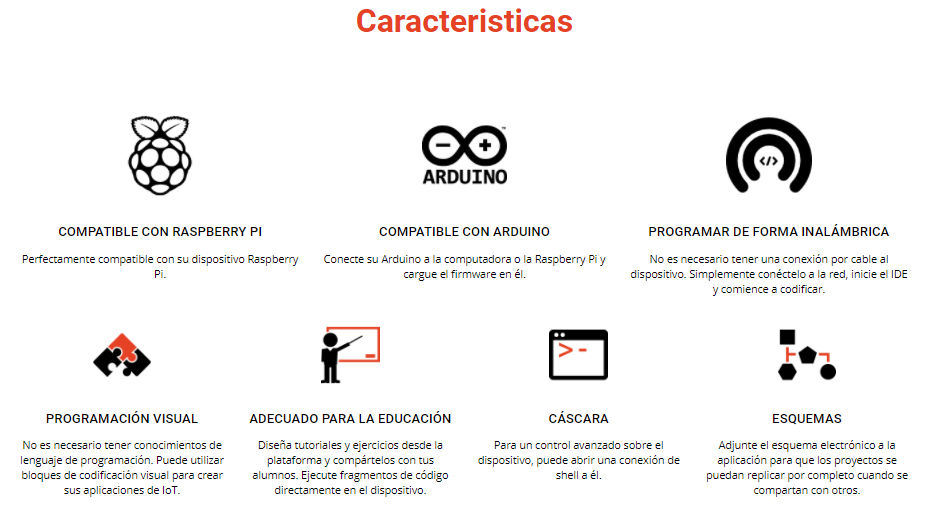 Caracteristicas
ARDUINO
</>
COMPATIBLE CON RASPBERRY PI
Perfectamente compatible con su dispositivo Raspberry
Pi.
COMPATIBLE CON ARDUINO
Conecte su Arduino a la computadora o la Raspberry Pi y
cargue el firmware en él.
PROGRAMAR DE FORMA INALÁMBRICA
No es necesario tener una conexión por cable al
dispositivo. Simplemente conéctelo a la red, inicie el IDE
y comience a codificar.
PROGRAMACIÓN VISUAL
No es necesario tener conocimientos de
lenguaje de programación. Puede utilizar
bloques de codificación visual para crear
sus aplicaciones de IoT.
ADECUADO PARA LA EDUCACIÓN
Diseña tutoriales y ejercicios desde la
plataforma y compártelos con tus
alumnos. Ejecute fragmentos de código
directamente en el dispositivo.
CÁSCARA
Para un control avanzado sobre el
dispositivo, puede abrir una conexión de
shell a él.
ESQUEMAS
Adjunte el esquema electrónico a la
aplicación para que los proyectos se
puedan replicar por completo cuando se
compartan con otros.